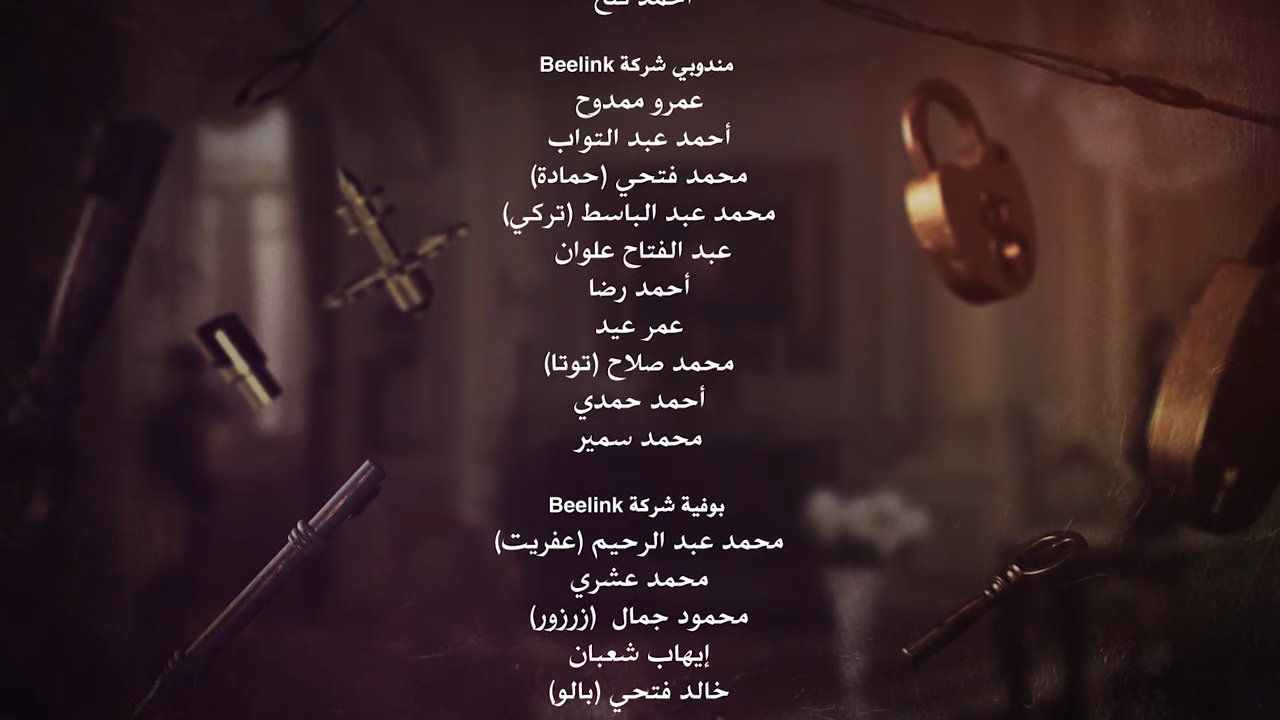 مندوبي شركة Beelink
عمرو ممدوح
أحمد عبد التواب
محمد فتحي (حمادة)
محمد عبد الباسط (تركي)
عبد الفتاح علوان
أحمد رضا
عمر عيد
محمد صلاح (توتا)
أحمد حمدي
محمد سمير
بوفية شركة Beelink
محمد عبد الرحيم (عفريت)
محمد عشري
محمود جمال (زرزور)
إيهاب شعبان
خالد فتحي (بالو)